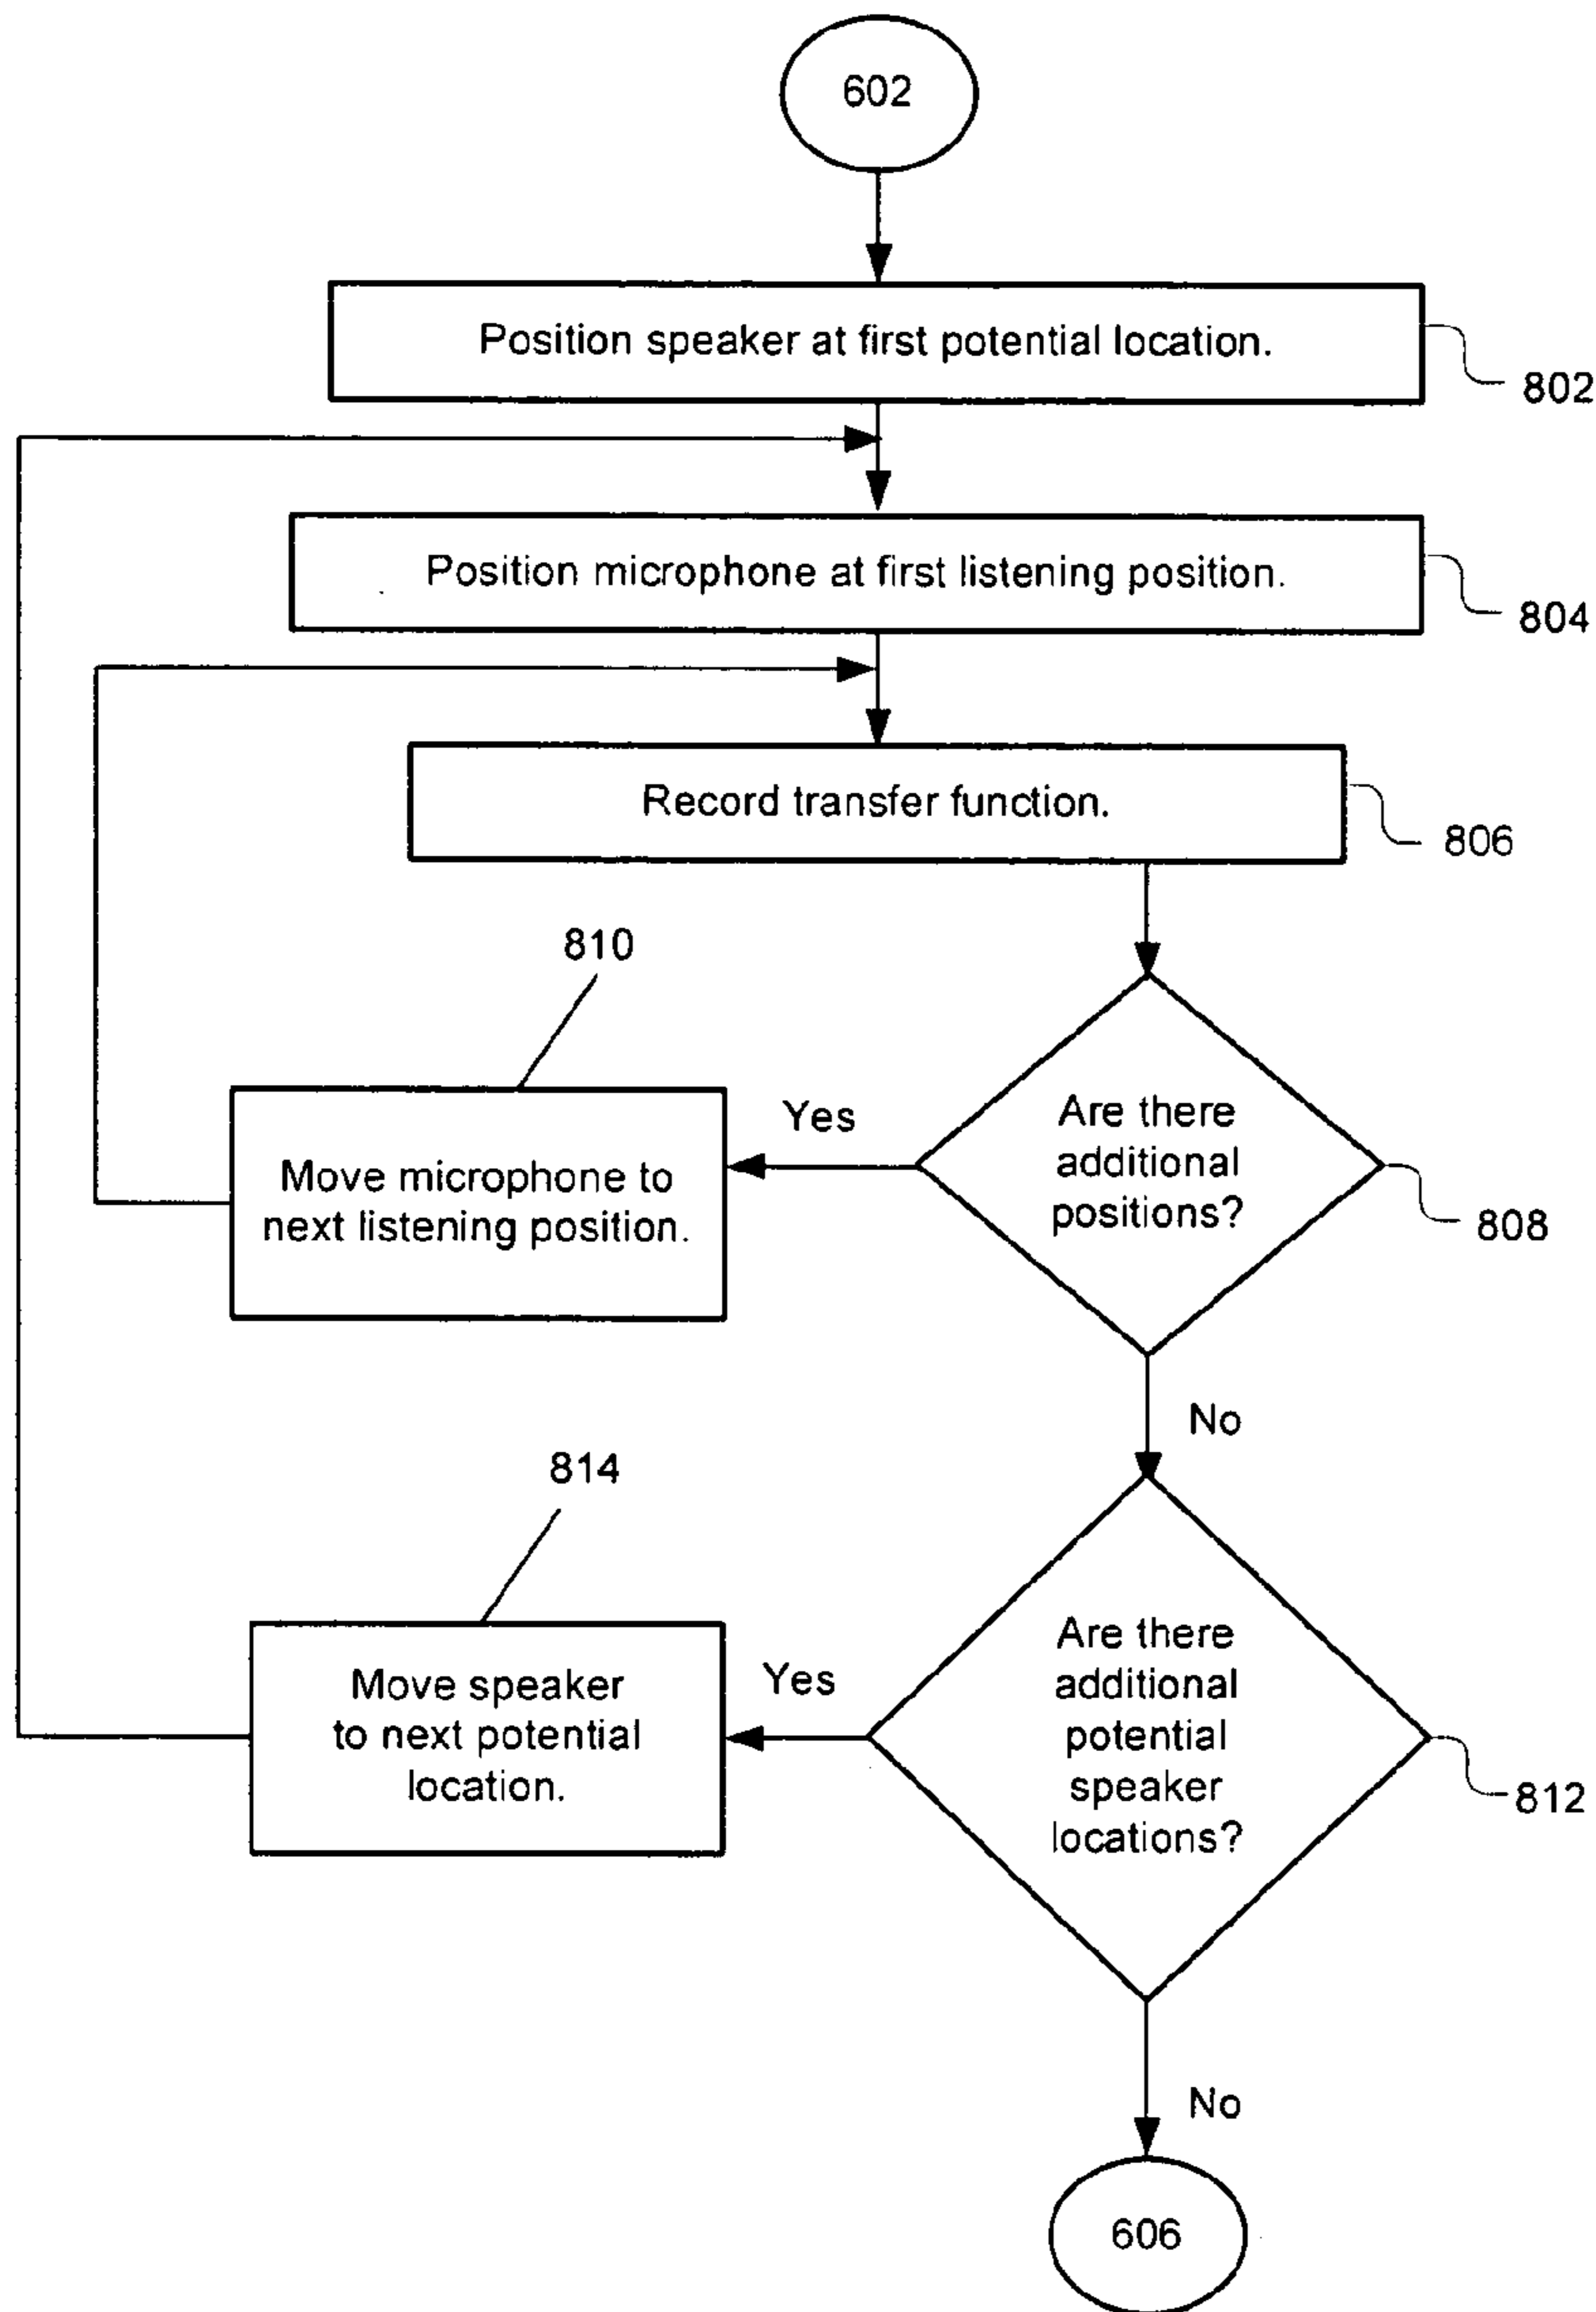 602
Position speaker at first potential location.
802
Position microphone at first listening position.
804
Record transfer function.
806
810
Are there
additional
positions?
Yes
808
Move microphone to
next listening position.
No
814
Are there
additional
potential
speaker
locations?
Yes
812
Move speaker
to next potential
location.
No
606